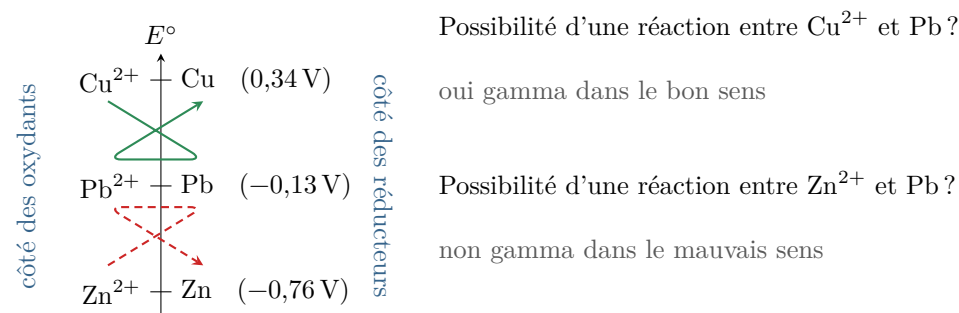 E°
côté des oxydants
Cu²⁺ Cu (0,34 V)
Pb²⁺ Pb (−0,13 V)
Zn²⁺ Zn (−0,76 V)
côté des réducteurs
Possibilité d'une réaction entre Cu²⁺ et Pb ?
oui gamma dans le bon sens
Possibilité d'une réaction entre Zn²⁺ et Pb ?
non gamma dans le mauvais sens